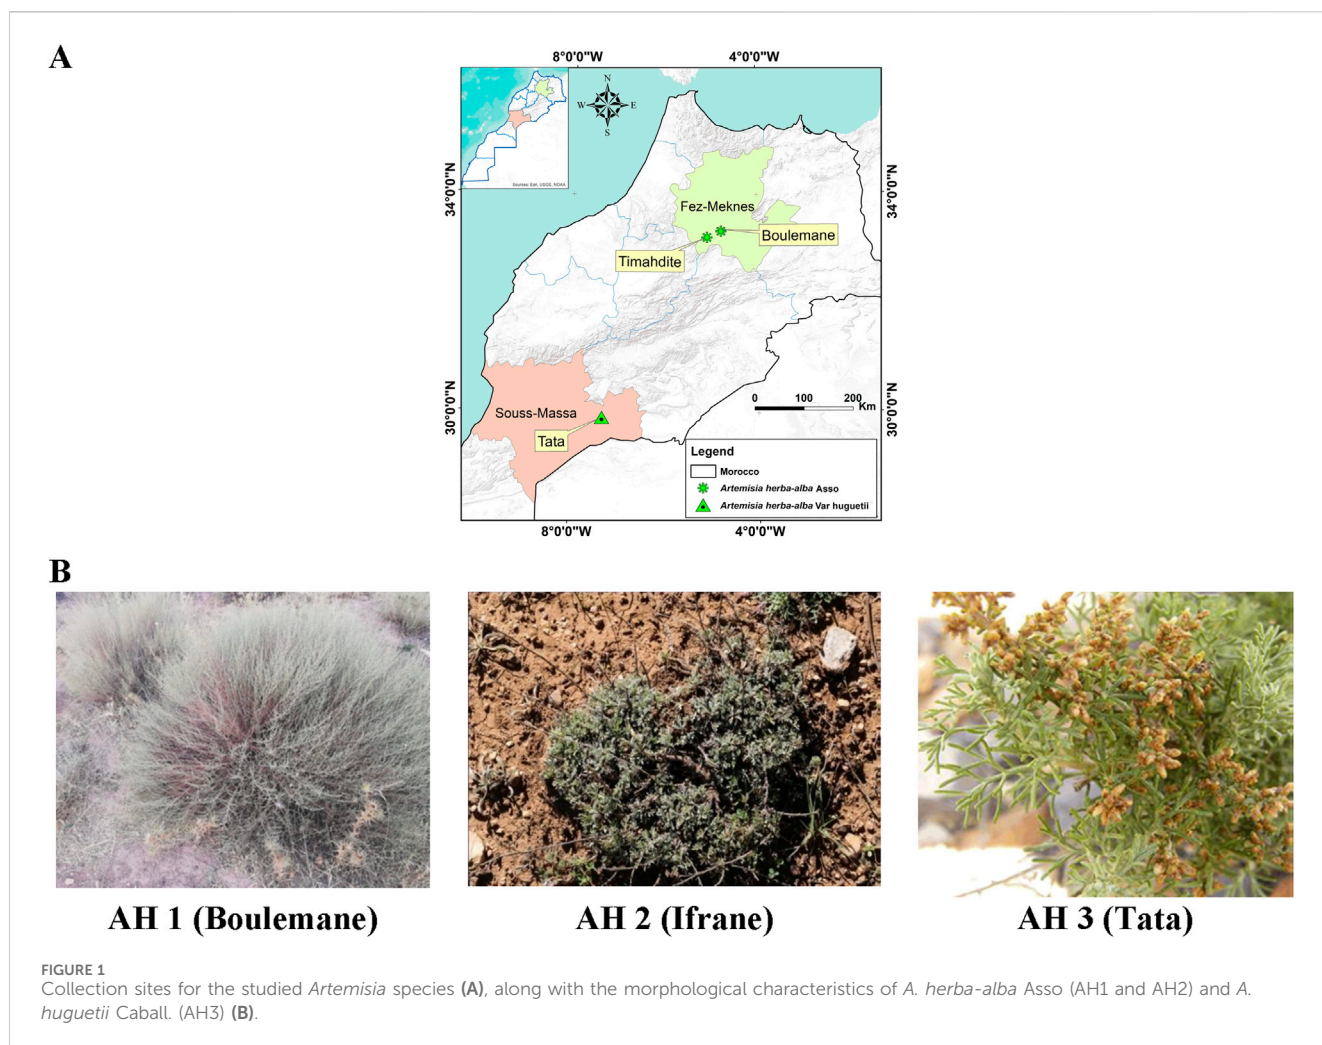 A
8°0'0"W 4°0'0"W
N
W E
S
Sources: Esri, USGS, NOAA
34°0'0"N 34°0'0"N
Fez-Meknes
Boulemane
Timahdite
30°0'0"N 30°0'0"N
Souss-Massa
Tata
0 100 200
Km
Legend
Morocco
Artemisia herba-alba Asso
Artemisia herba-alba Var huguetii
8°0'0"W 4°0'0"W
B
AH 1 (Boulemane) AH 2 (Ifrane) AH 3 (Tata)
FIGURE 1
Collection sites for the studied Artemisia species (A), along with the morphological characteristics of A. herba-alba Asso (AH1 and AH2) and A.
huguetii Caball. (AH3) (B).